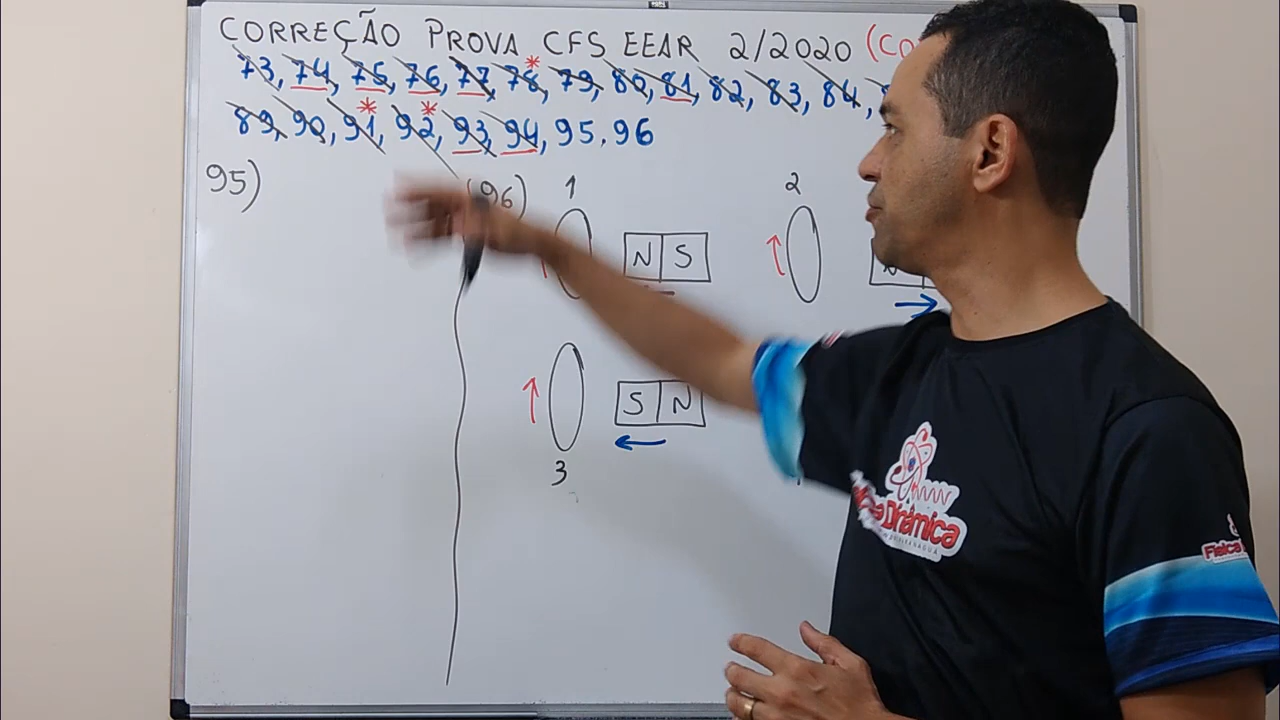 CORREÇÃO PROVA CFS EEAR 2/2020 (CO
73, 74, 75, 76, 77, 78*, 79, 80, 81, 82, 83, 84,
89, 90, 91*, 92*, 93, 94, 95, 96
95)
96) 1 2
N S N
S N
3
Dinâmica
Física